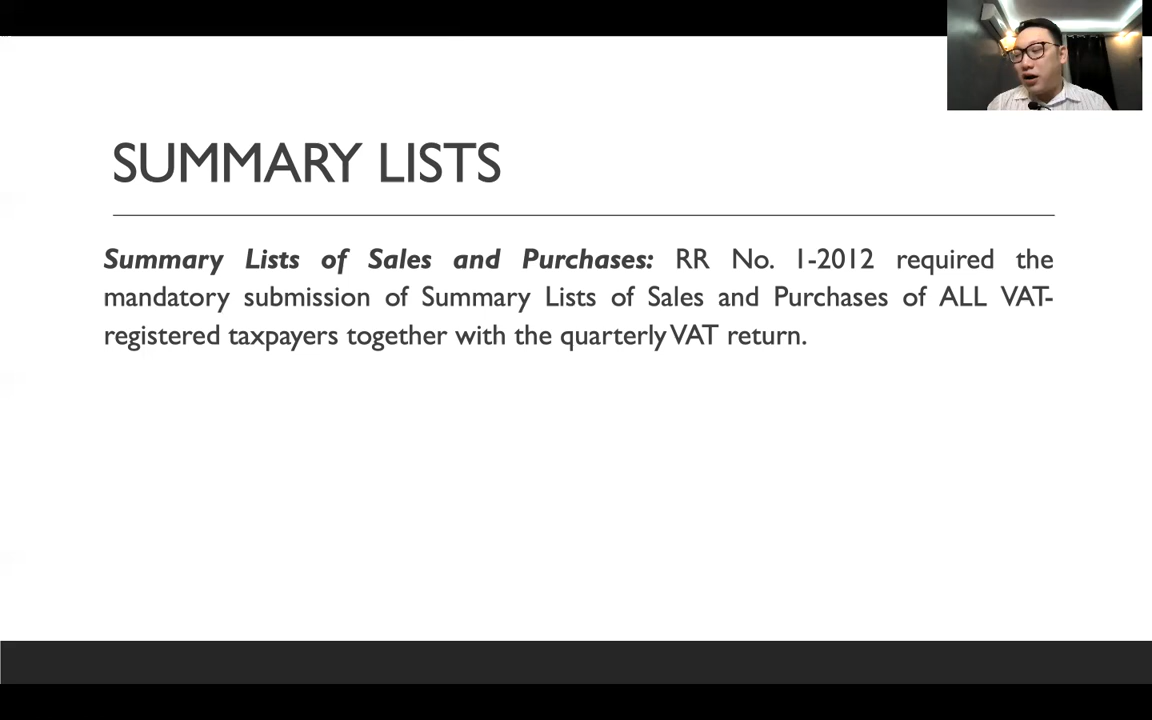 SUMMARY LISTS
Summary Lists of Sales and Purchases: RR No. 1-2012 required the
mandatory submission of Summary Lists of Sales and Purchases of ALL VAT-
registered taxpayers together with the quarterly VAT return.